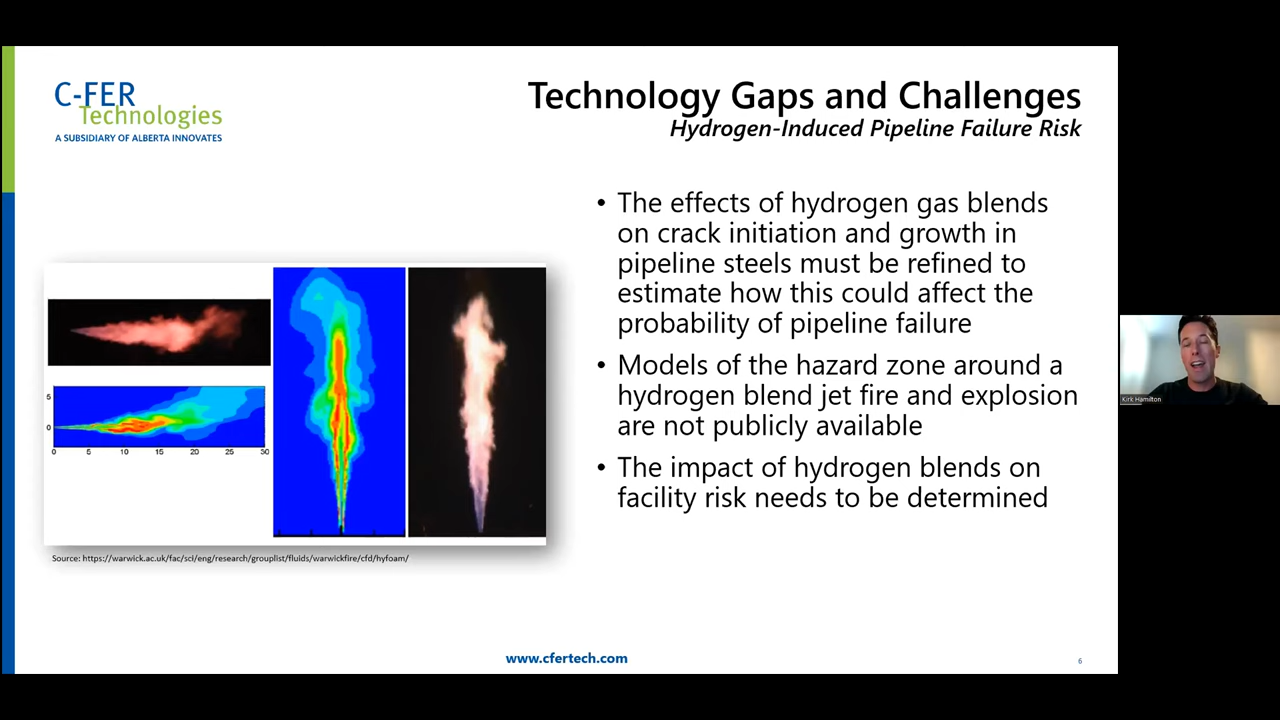 C-FER
Technologies
A SUBSIDIARY OF ALBERTA INNOVATES
Technology Gaps and Challenges
Hydrogen-Induced Pipeline Failure Risk
• The effects of hydrogen gas blends
on crack initiation and growth in
pipeline steels must be refined to
estimate how this could affect the
probability of pipeline failure
• Models of the hazard zone around a
hydrogen blend jet fire and explosion
are not publicly available
• The impact of hydrogen blends on
facility risk needs to be determined
5
0
0 5 10 15 20 25 30
Source: https://warwick.ac.uk/fac/sci/eng/research/grouplist/fluids/warwickfire/cfd/hyfoam/
www.cfertech.com
6
Kirk Hamilton